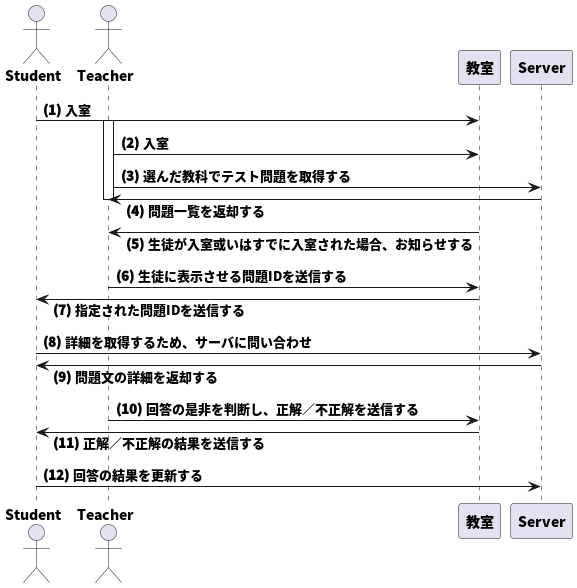 Student Teacher 教室 Server
(1) 入室
(2) 入室
(3) 選んだ教科でテスト問題を取得する
(4) 問題一覧を返却する
(5) 生徒が入室或いはすでに入室された場合、お知らせする
(6) 生徒に表示させる問題IDを送信する
(7) 指定された問題IDを送信する
(8) 詳細を取得するため、サーバに問い合わせ
(9) 問題文の詳細を返却する
(10) 回答の是非を判断し、正解／不正解を送信する
(11) 正解／不正解の結果を送信する
(12) 回答の結果を更新する
Student Teacher 教室 Server